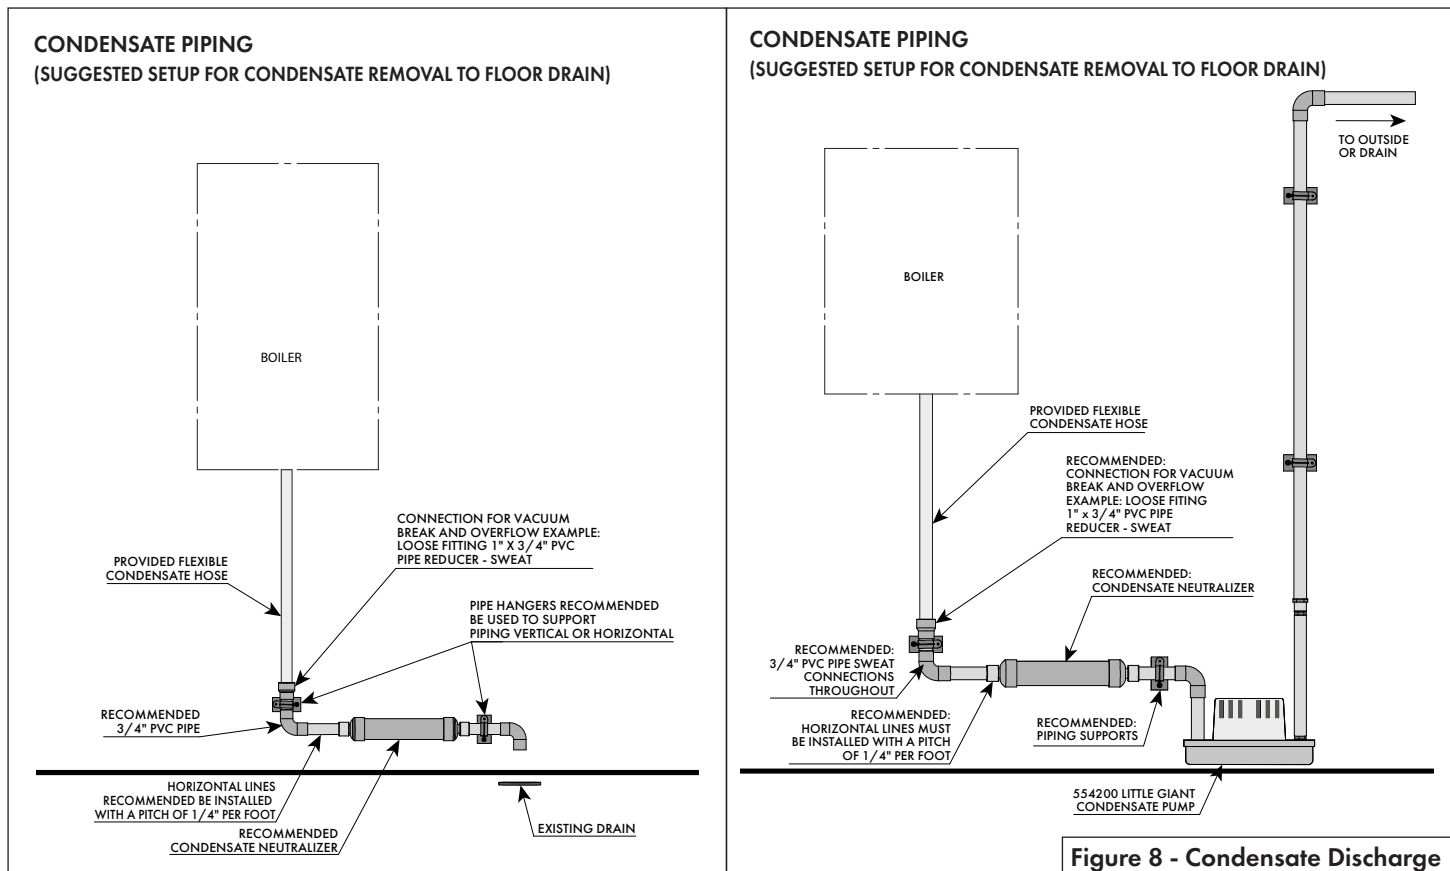 CONDENSATE PIPING
(SUGGESTED SETUP FOR CONDENSATE REMOVAL TO FLOOR DRAIN)
BOILER
CONNECTION FOR VACUUM
BREAK AND OVERFLOW EXAMPLE:
LOOSE FITTING 1" X 3/4" PVC
PIPE REDUCER - SWEAT
PROVIDED FLEXIBLE
CONDENSATE HOSE
PIPE HANGERS RECOMMENDED
BE USED TO SUPPORT
PIPING VERTICAL OR HORIZONTAL
RECOMMENDED
3/4" PVC PIPE
HORIZONTAL LINES
RECOMMENDED BE INSTALLED
WITH A PITCH OF 1/4" PER FOOT
RECOMMENDED
CONDENSATE NEUTRALIZER
EXISTING DRAIN
CONDENSATE PIPING
(SUGGESTED SETUP FOR CONDENSATE REMOVAL TO FLOOR DRAIN)
TO OUTSIDE
OR DRAIN
BOILER
PROVIDED FLEXIBLE
CONDENSATE HOSE
RECOMMENDED:
CONNECTION FOR VACUUM
BREAK AND OVERFLOW
EXAMPLE: LOOSE FITING
1" x 3/4" PVC PIPE
REDUCER - SWEAT
RECOMMENDED:
CONDENSATE NEUTRALIZER
RECOMMENDED:
3/4" PVC PIPE SWEAT
CONNECTIONS
THROUGHOUT
RECOMMENDED:
HORIZONTAL LINES MUST
BE INSTALLED WITH A PITCH
OF 1/4" PER FOOT
RECOMMENDED:
PIPING SUPPORTS
554200 LITTLE GIANT
CONDENSATE PUMP
Figure 8 - Condensate Discharge